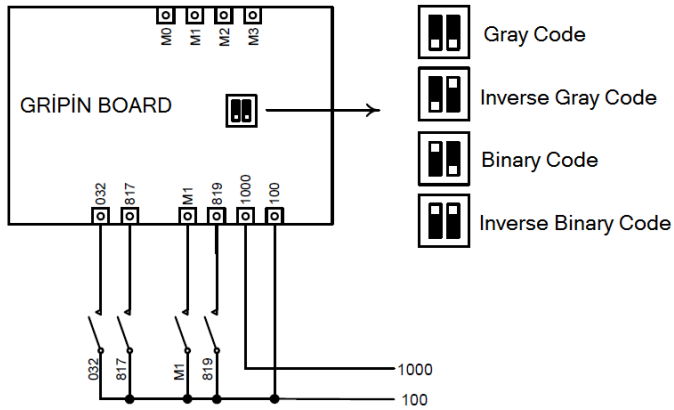 M0 M1 M2 M3
GRİPİN BOARD
032 817 M1 819 1000 100
032 817 M1 819
1000
100
Gray Code
Inverse Gray Code
Binary Code
Inverse Binary Code